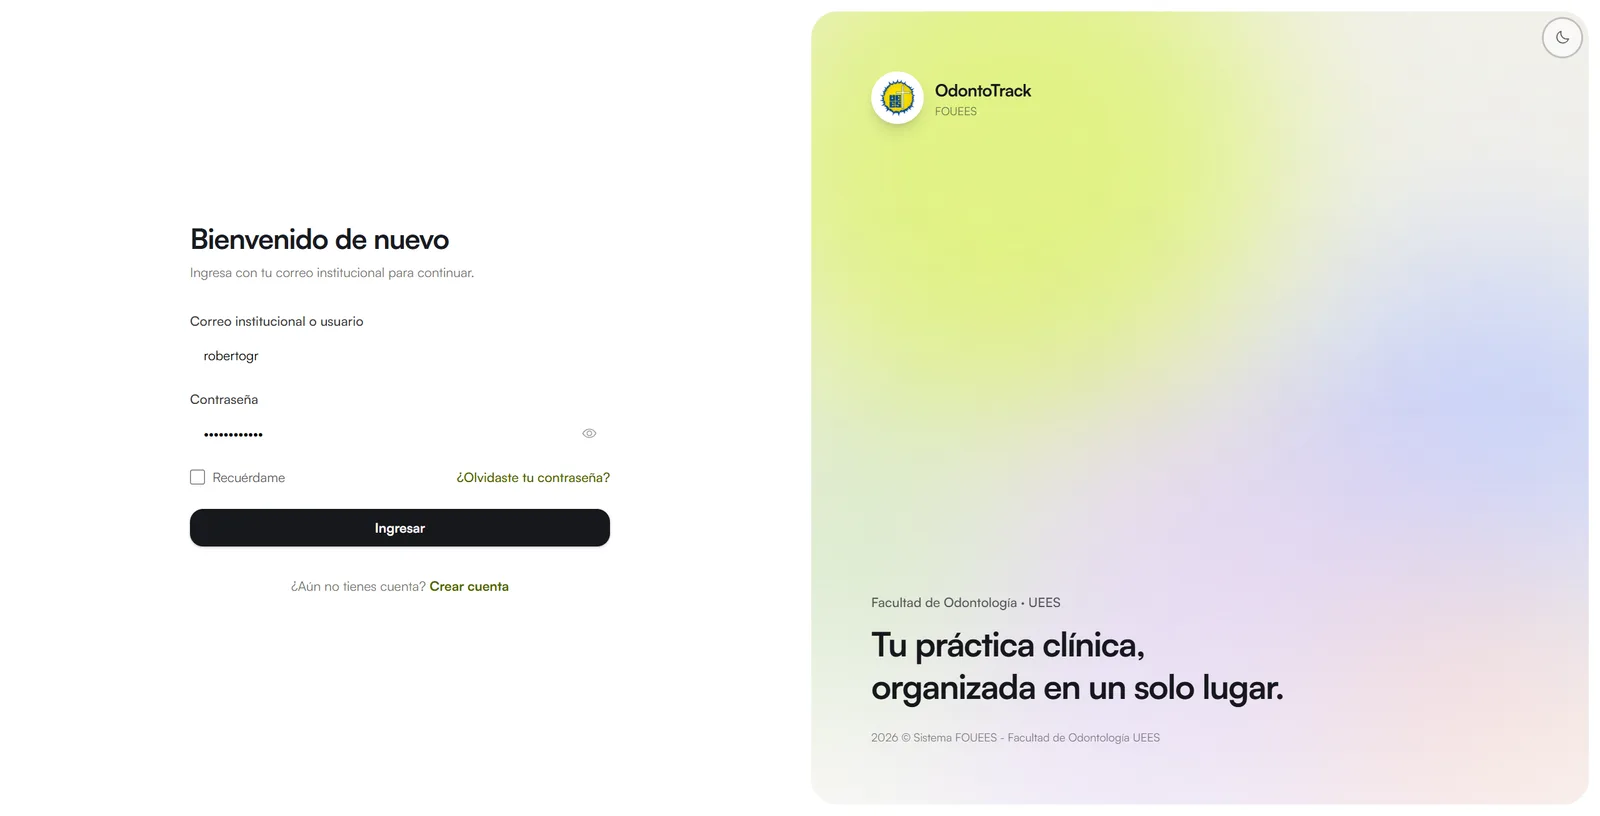 Bienvenido de nuevo
Ingresa con tu correo institucional para continuar.
Correo institucional o usuario
robertogr
Contraseña
••••••••••••
Recuérdame
¿Olvidaste tu contraseña?
Ingresar
¿Aún no tienes cuenta? Crear cuenta
OdontoTrack
FOUEES
Facultad de Odontología • UEES
Tu práctica clínica,
organizada en un solo lugar.
2026 © Sistema FOUEES - Facultad de Odontología UEES